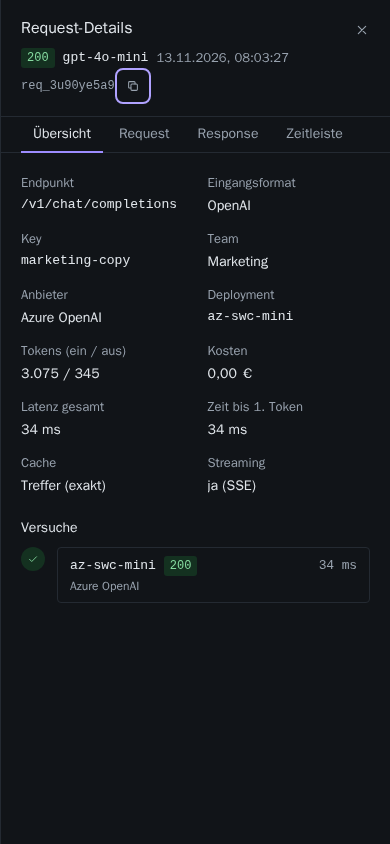 Request-Details
200 gpt-4o-mini 13.11.2026, 08:03:27
req_3u90ye5a9
Übersicht Request Response Zeitleiste
Endpunkt Eingangsformat
/v1/chat/completions OpenAI
Key Team
marketing-copy Marketing
Anbieter Deployment
Azure OpenAI az-swc-mini
Tokens (ein / aus) Kosten
3.075 / 345 0,00 €
Latenz gesamt Zeit bis 1. Token
34 ms 34 ms
Cache Streaming
Treffer (exakt) ja (SSE)
Versuche
az-swc-mini 200 34 ms
Azure OpenAI